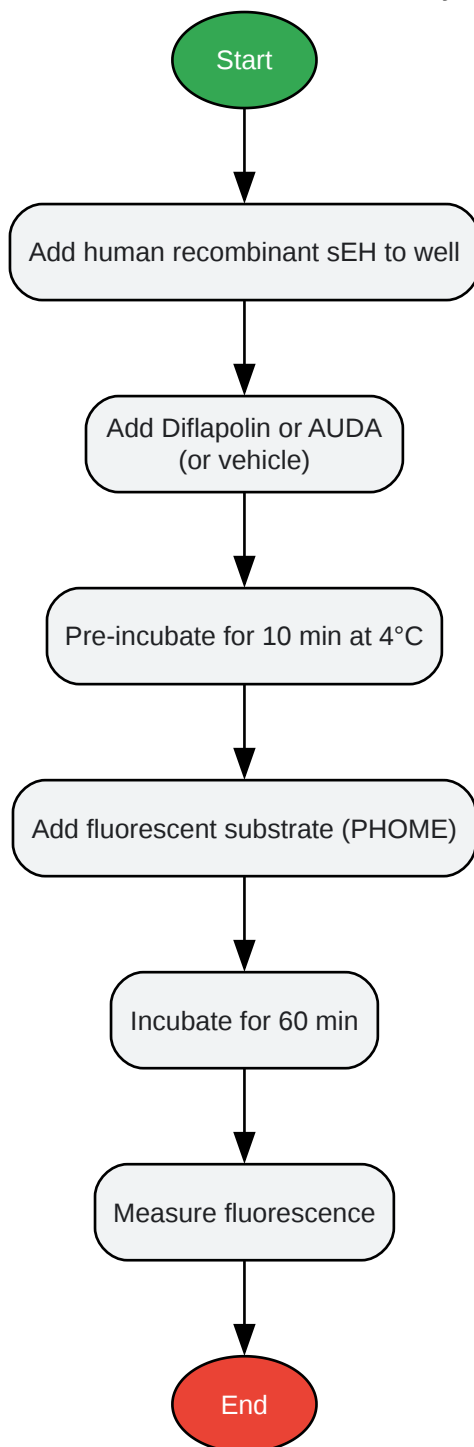 Start
Add human recombinant sEH to well
Add Diflapolin or AUDA
(or vehicle)
Pre-incubate for 10 min at 4°C
Add fluorescent substrate (PHOME)
Incubate for 60 min
Measure fluorescence
End